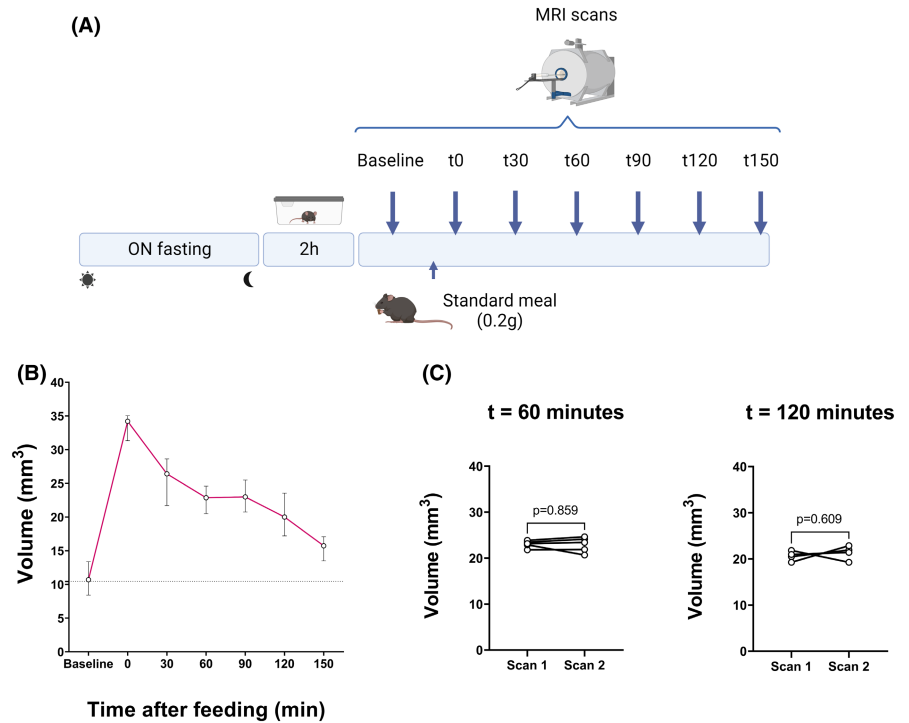 (A)
MRI scans
Baseline t0 t30 t60 t90 t120 t150
ON fasting 2h
Standard meal
(0.2g)
(B)
Volume (mm³)
40
35
30
25
20
15
10
5
0
Baseline 0 30 60 90 120 150
Time after feeding (min)
(C)
t = 60 minutes
Volume (mm³)
40
30
20
10
0
p=0.859
Scan 1 Scan 2
t = 120 minutes
Volume (mm³)
40
30
20
10
0
p=0.609
Scan 1 Scan 2